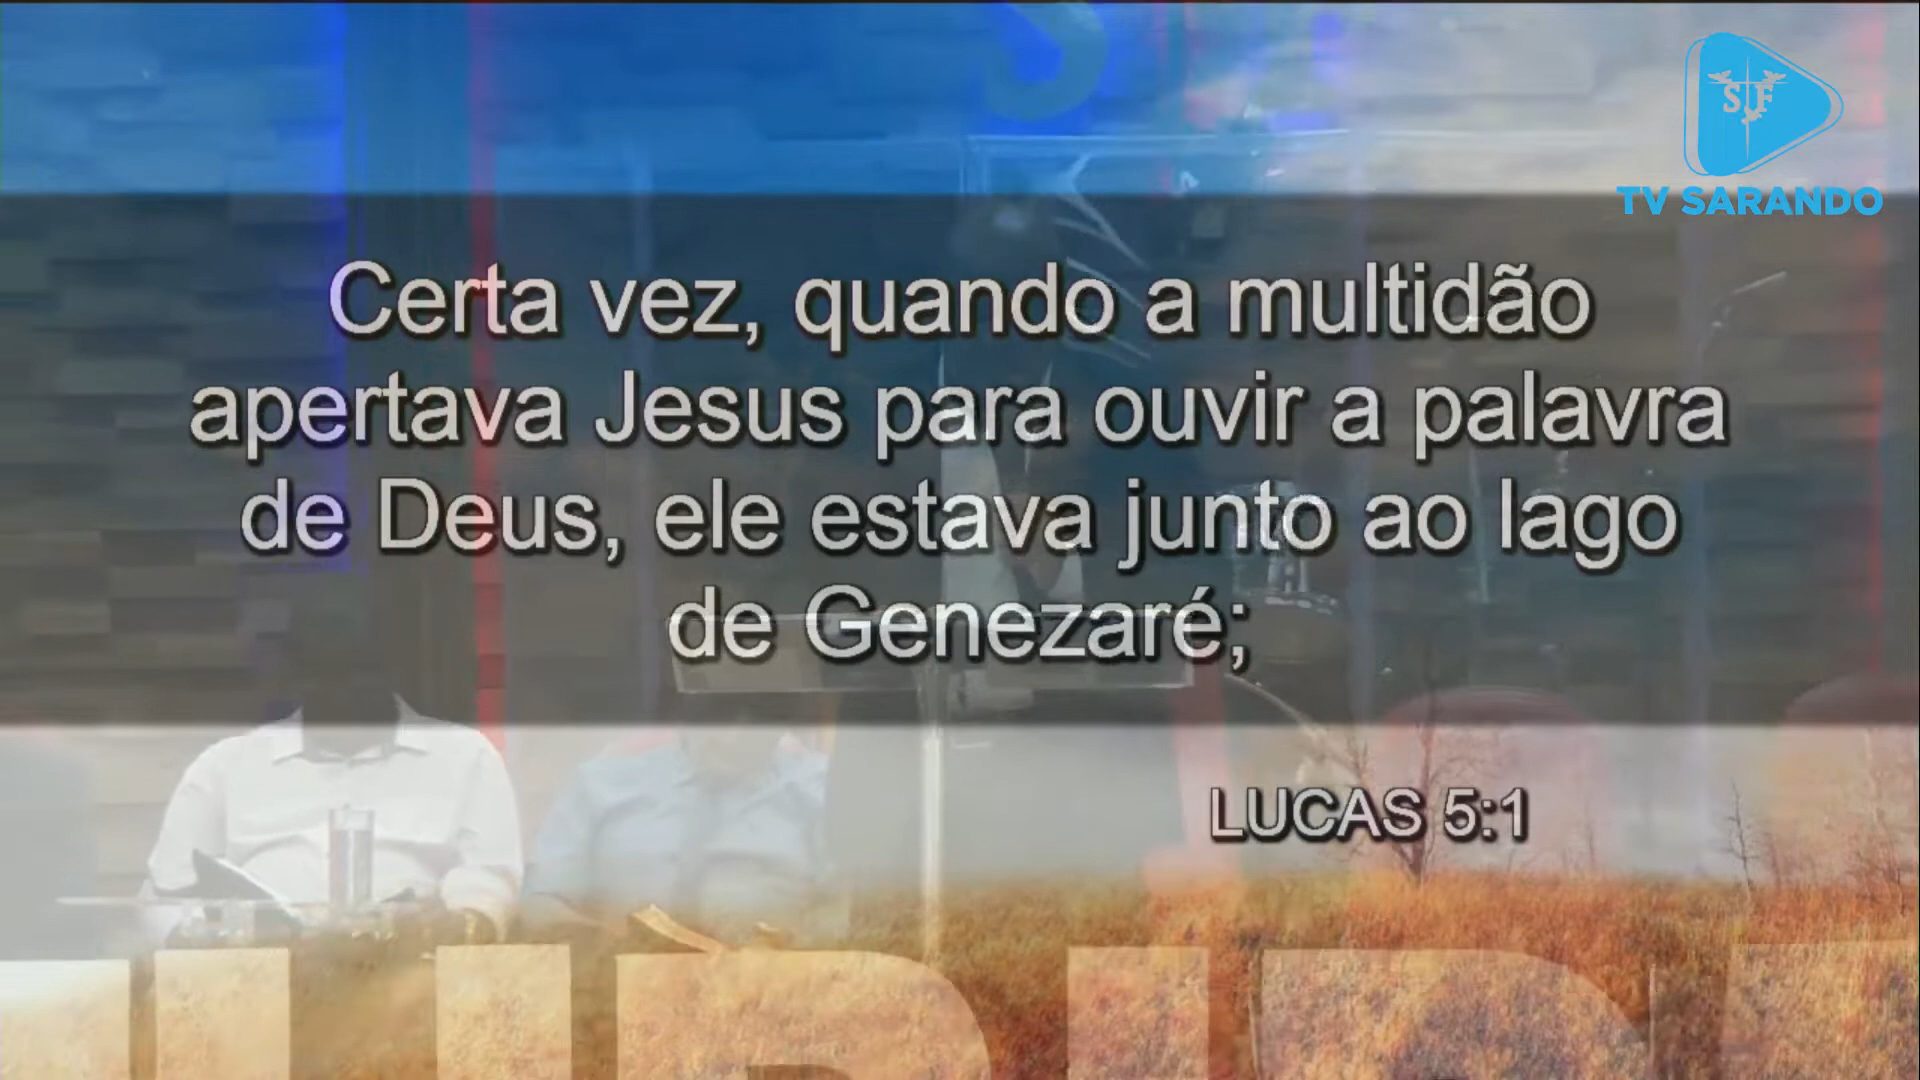 SF
TV SARANDO
Certa vez, quando a multidão
apertava Jesus para ouvir a palavra
de Deus, ele estava junto ao lago
de Genezaré;
LUCAS 5:1